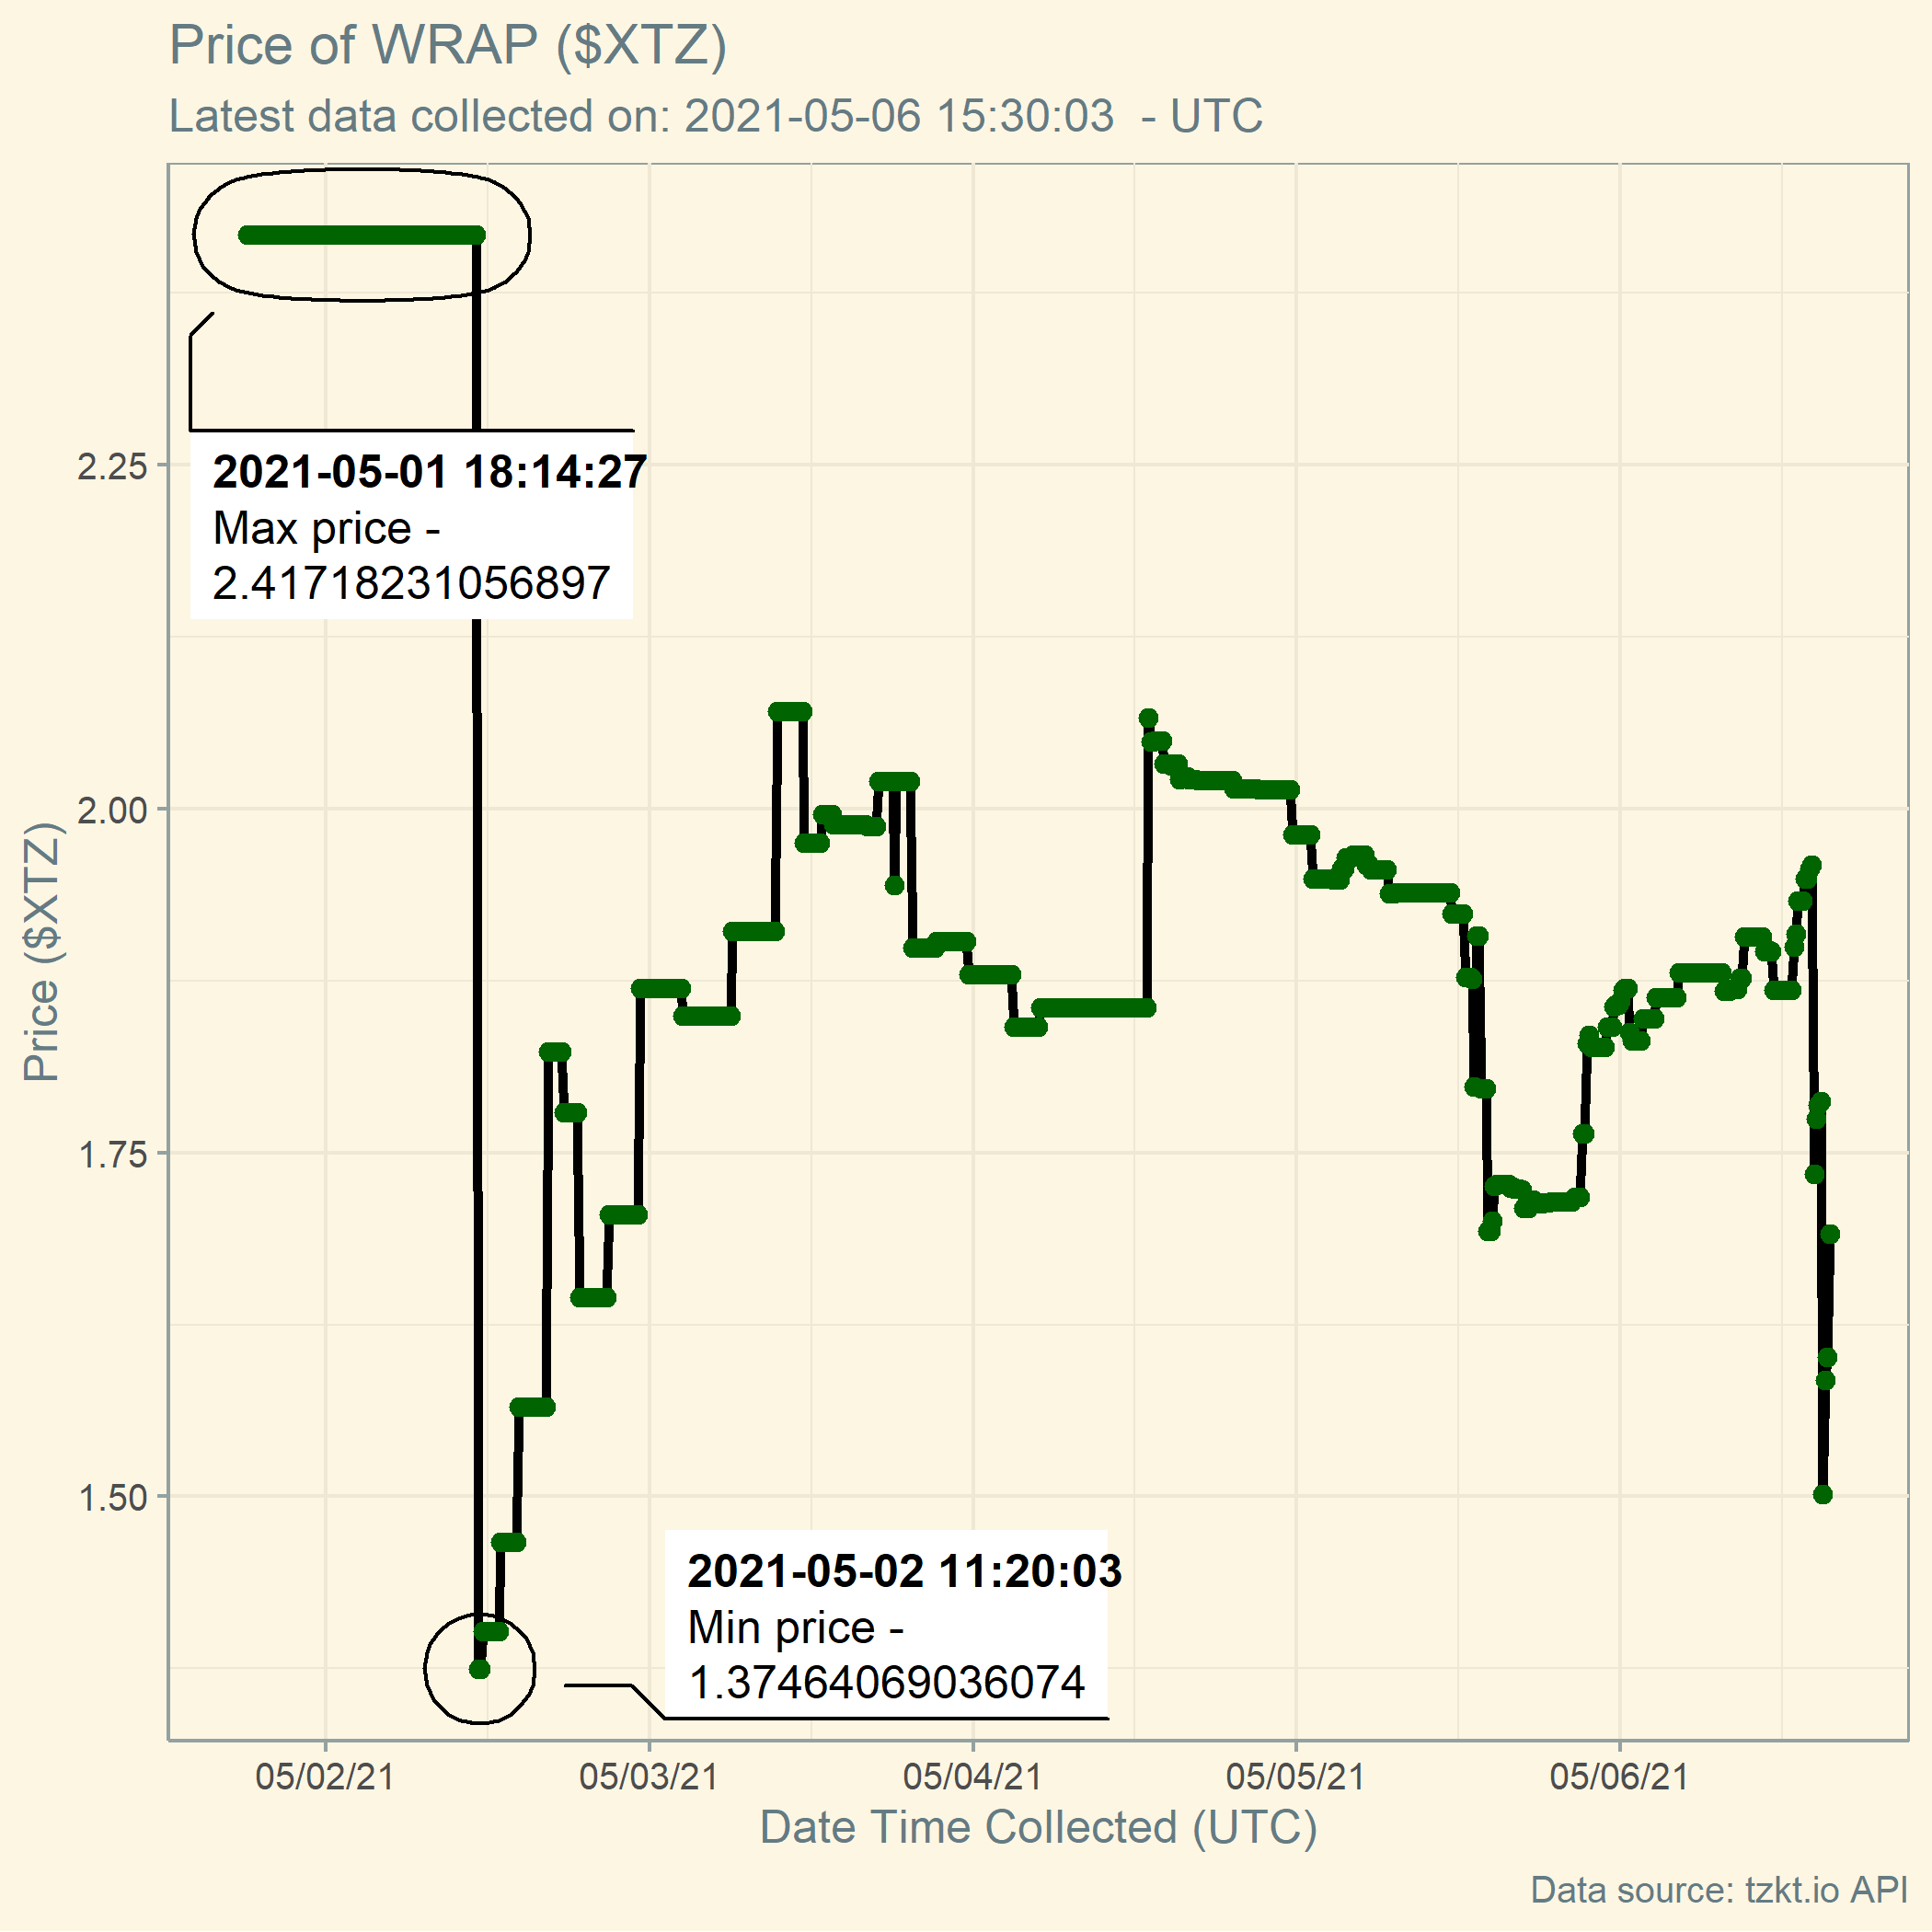 Price of WRAP ($XTZ)
Latest data collected on: 2021-05-06 15:30:03  - UTC
2021-05-01 18:14:27
Max price -
2.417182310​56897
2.25
2.00
1.75
1.50
Price ($XTZ)
2021-05-02 11:20:03
Min price -
1.37464069036074
05/02/21 05/03/21 05/04/21 05/05/21 05/06/21
Date Time Collected (UTC)
Data source: tzkt.io API